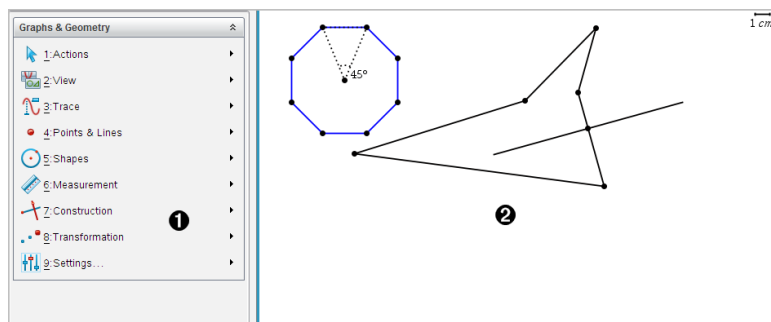 Graphs & Geometry
1:Actions
2:View
3:Trace
4:Points & Lines
5:Shapes
6:Measurement
7:Construction
8:Transformation
9:Settings...
1
45°
2
1 cm